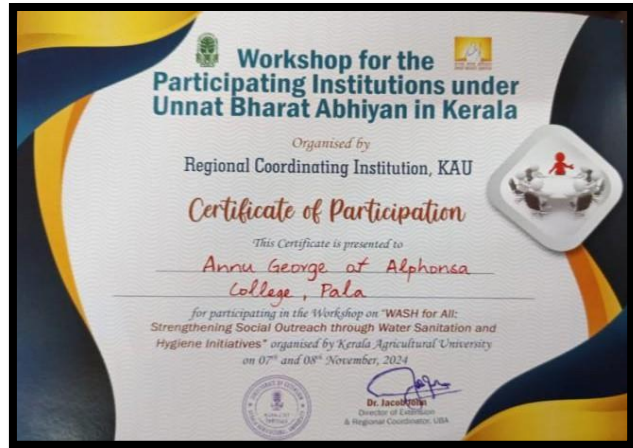 Workshop for the
Participating Institutions under
Unnat Bharat Abhiyan in Kerala
Organised by
Regional Coordinating Institution, KAU
Certificate of Participation
This Certificate is presented to
Annu George at Alphonsa
College, Pala
for participating in the Workshop on "WASH for All:
Strengthening Social Outreach through Water Sanitation and
Hygiene Initiatives" organised by Kerala Agricultural University
on 07th and 08th November, 2024
Dr. Jacob John
Director of Extension
& Regional Coordinator, UBA